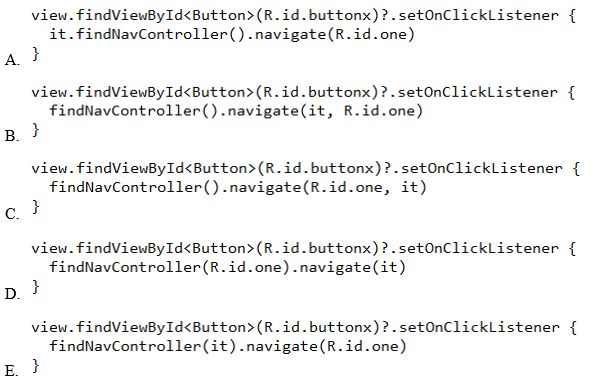 view.findViewById<Button>(R.id.buttonx)?.setOnClickListener {
it.findNavController().navigate(R.id.one)
A. }
view.findViewById<Button>(R.id.buttonx)?.setOnClickListener {
findNavController().navigate(it, R.id.one)
B. }
view.findViewById<Button>(R.id.buttonx)?.setOnClickListener {
findNavController().navigate(R.id.one, it)
C. }
view.findViewById<Button>(R.id.buttonx)?.setOnClickListener {
findNavController(R.id.one).navigate(it)
D. }
view.findViewById<Button>(R.id.buttonx)?.setOnClickListener {
findNavController(it).navigate(R.id.one)
E. }